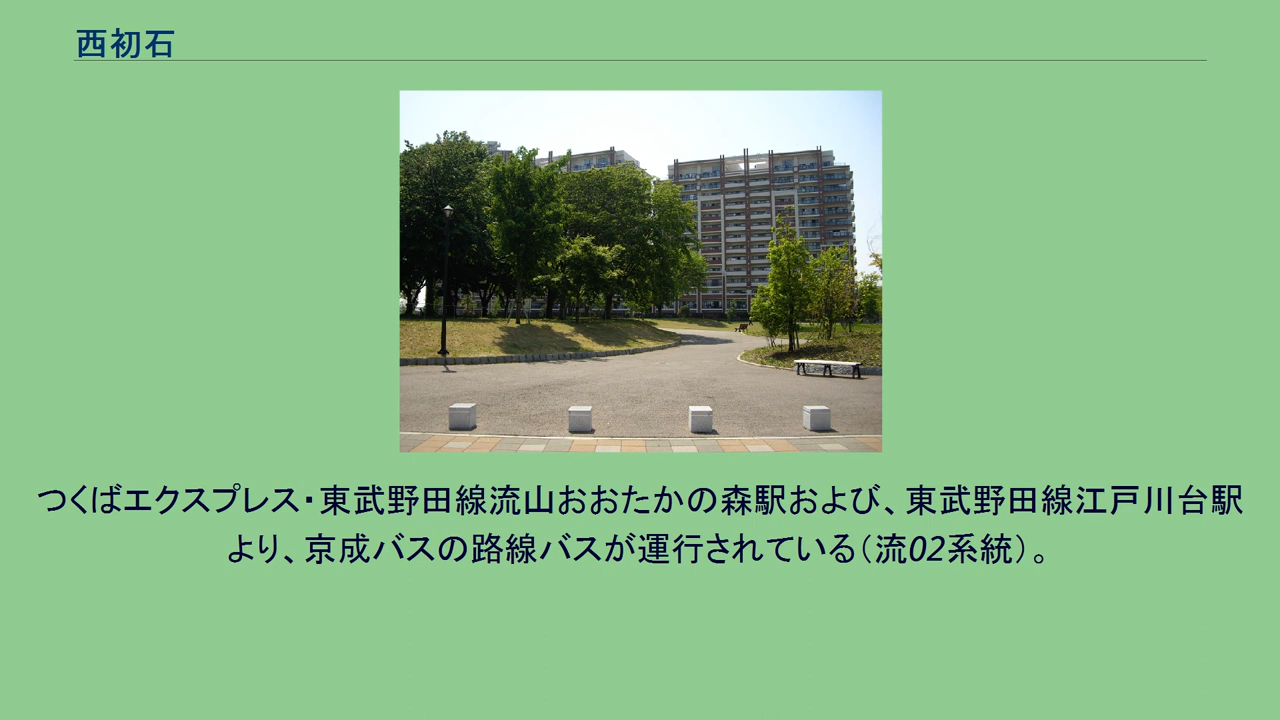 西初石
つくばエクスプレス・東武野田線流山おおたかの森駅および、東武野田線江戸川台駅
より、京成バスの路線バスが運行されている（流02系統）。